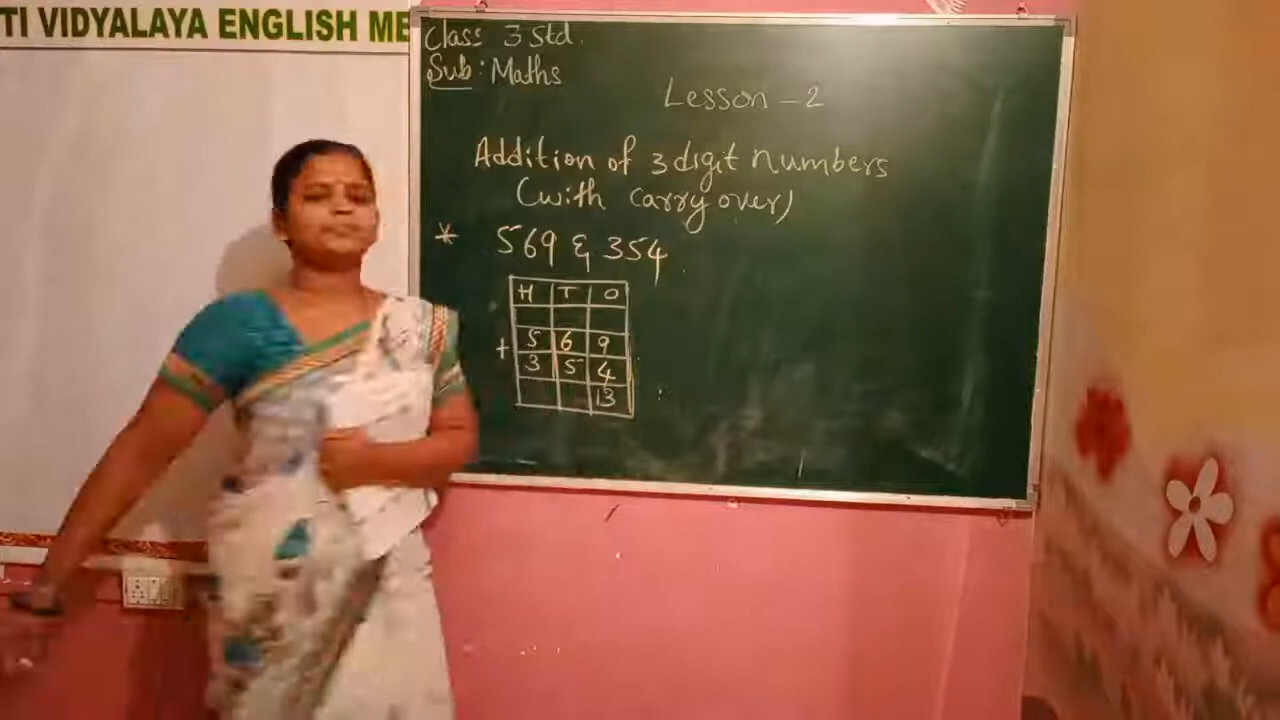 TI VIDYALAYA ENGLISH ME
Class 3 Std.
Sub: Maths
Lesson - 2
Addition of 3 digit numbers
(with carry over)
* 569 & 354
H T O
+ 5 6 9
3 5 4
13